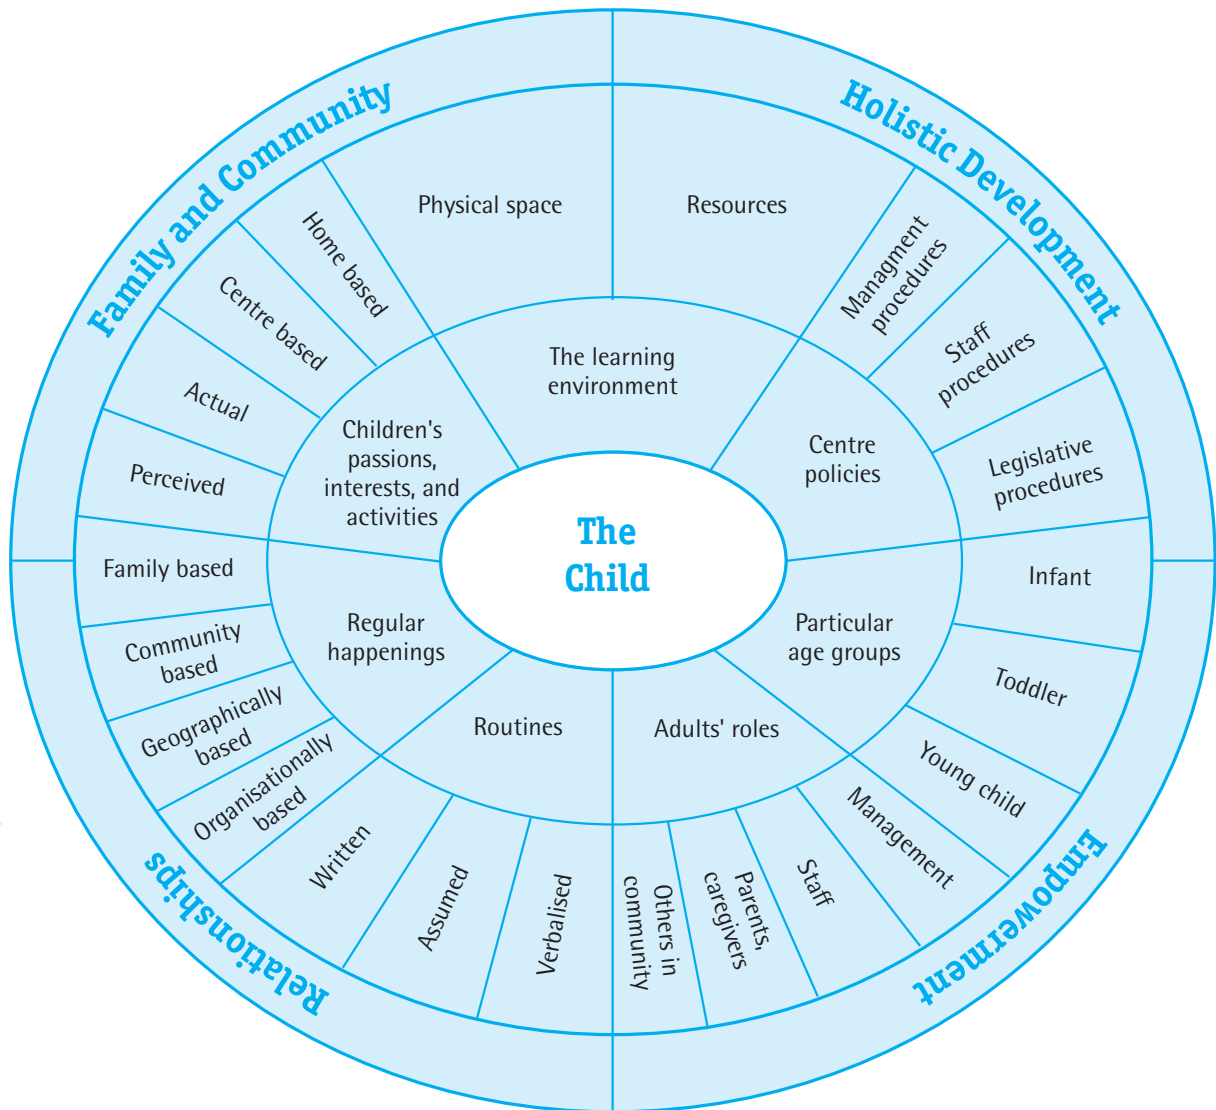 Family and Community
Holistic Development
Physical space
Resources
Home based
Centre based
Actual
Perceived
Managment
procedures
Staff
procedures
Legislative
procedures
The learning
environment
Children's
passions,
interests, and
activities
Centre
policies
The
Child
Family based
Community
based
Geographically
based
Organisationally
based
Regular
happenings
Particular
age groups
Infant
Toddler
Young child
Routines
Adults' roles
Written
Assumed
Verbalised
Others in
community
Parents,
caregivers
Staff
Management
Relationships
Empowerment